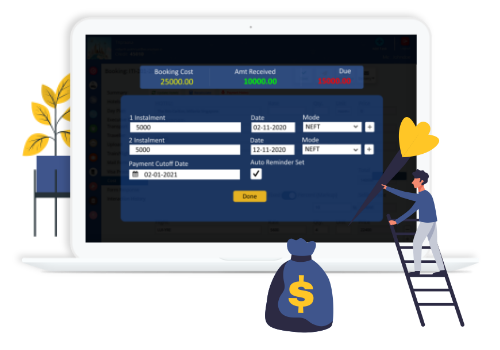 Booking Cost Amt Received Due
25000.00 10000.00 15000.00
1 Instalment Date Mode
5000 02-11-2020 NEFT +
2 Instalment Date Mode
5000 12-11-2020 NEFT +
Payment Cutoff Date Auto Reminder Set
02-01-2021
Done
$